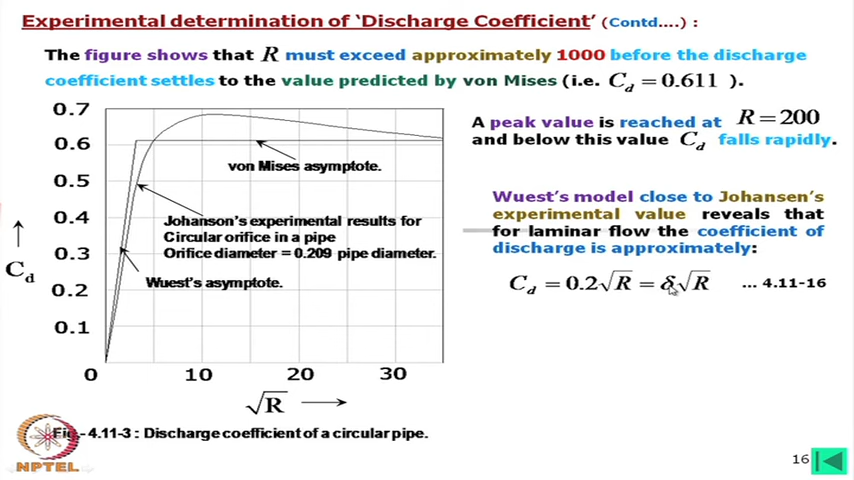 Experimental determination of 'Discharge Coefficient' (Contd....) :
The figure shows that R must exceed approximately 1000 before the discharge
coefficient settles to the value predicted by von Mises (i.e. C_d = 0.611 ).
0.7
0.6
0.5
0.4
0.3
0.2
0.1
0
10
20
30
C_d
√R
von Mises asymptote.
Johanson's experimental results for
Circular orifice in a pipe
Orifice diameter = 0.209 pipe diameter.
Wuest's asymptote.
Fig.- 4.11-3 : Discharge coefficient of a circular pipe.
A peak value is reached at R = 200
and below this value C_d falls rapidly.
Wuest's model close to Johansen's
experimental value reveals that
for laminar flow the coefficient of
discharge is approximately:
C_d = 0.2√R = δ√R ... 4.11-16
NPTEL
16